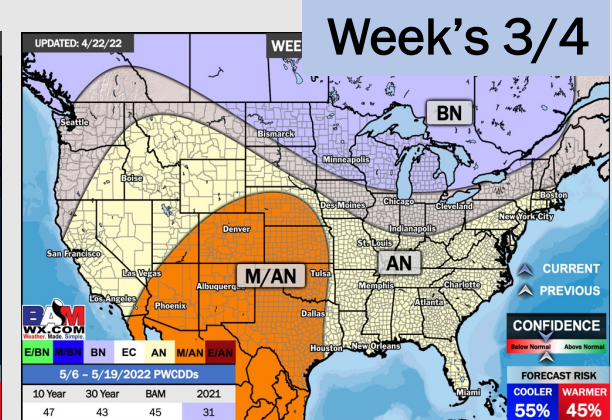 Week's 3/4
UPDATED: 4/22/22
WEE
BN
Seattle
Bismarck
Minneapolis
Boise
Des Moines
Chicago
Cleveland
Boston
New York City
Indianapolis
Denver
St. Louis
San Francisco
Las Vegas
Albuquerque
M/AN
Tulsa
AN
Memphis
Charlotte
CURRENT
Los Angeles
Phoenix
Atlanta
PREVIOUS
Dallas
BAM
WX.COM
Weather. Made. Simple.
CONFIDENCE
Below Normal Above Normal
Houston
New Orleans
E/BN M/BN BN EC AN M/AN E/AN
5/6 – 5/19/2022 PWCDDs
FORECAST RISK
Miami
10 Year 30 Year BAM 2021
COOLER WARMER
47 43 45 31
55% 45%